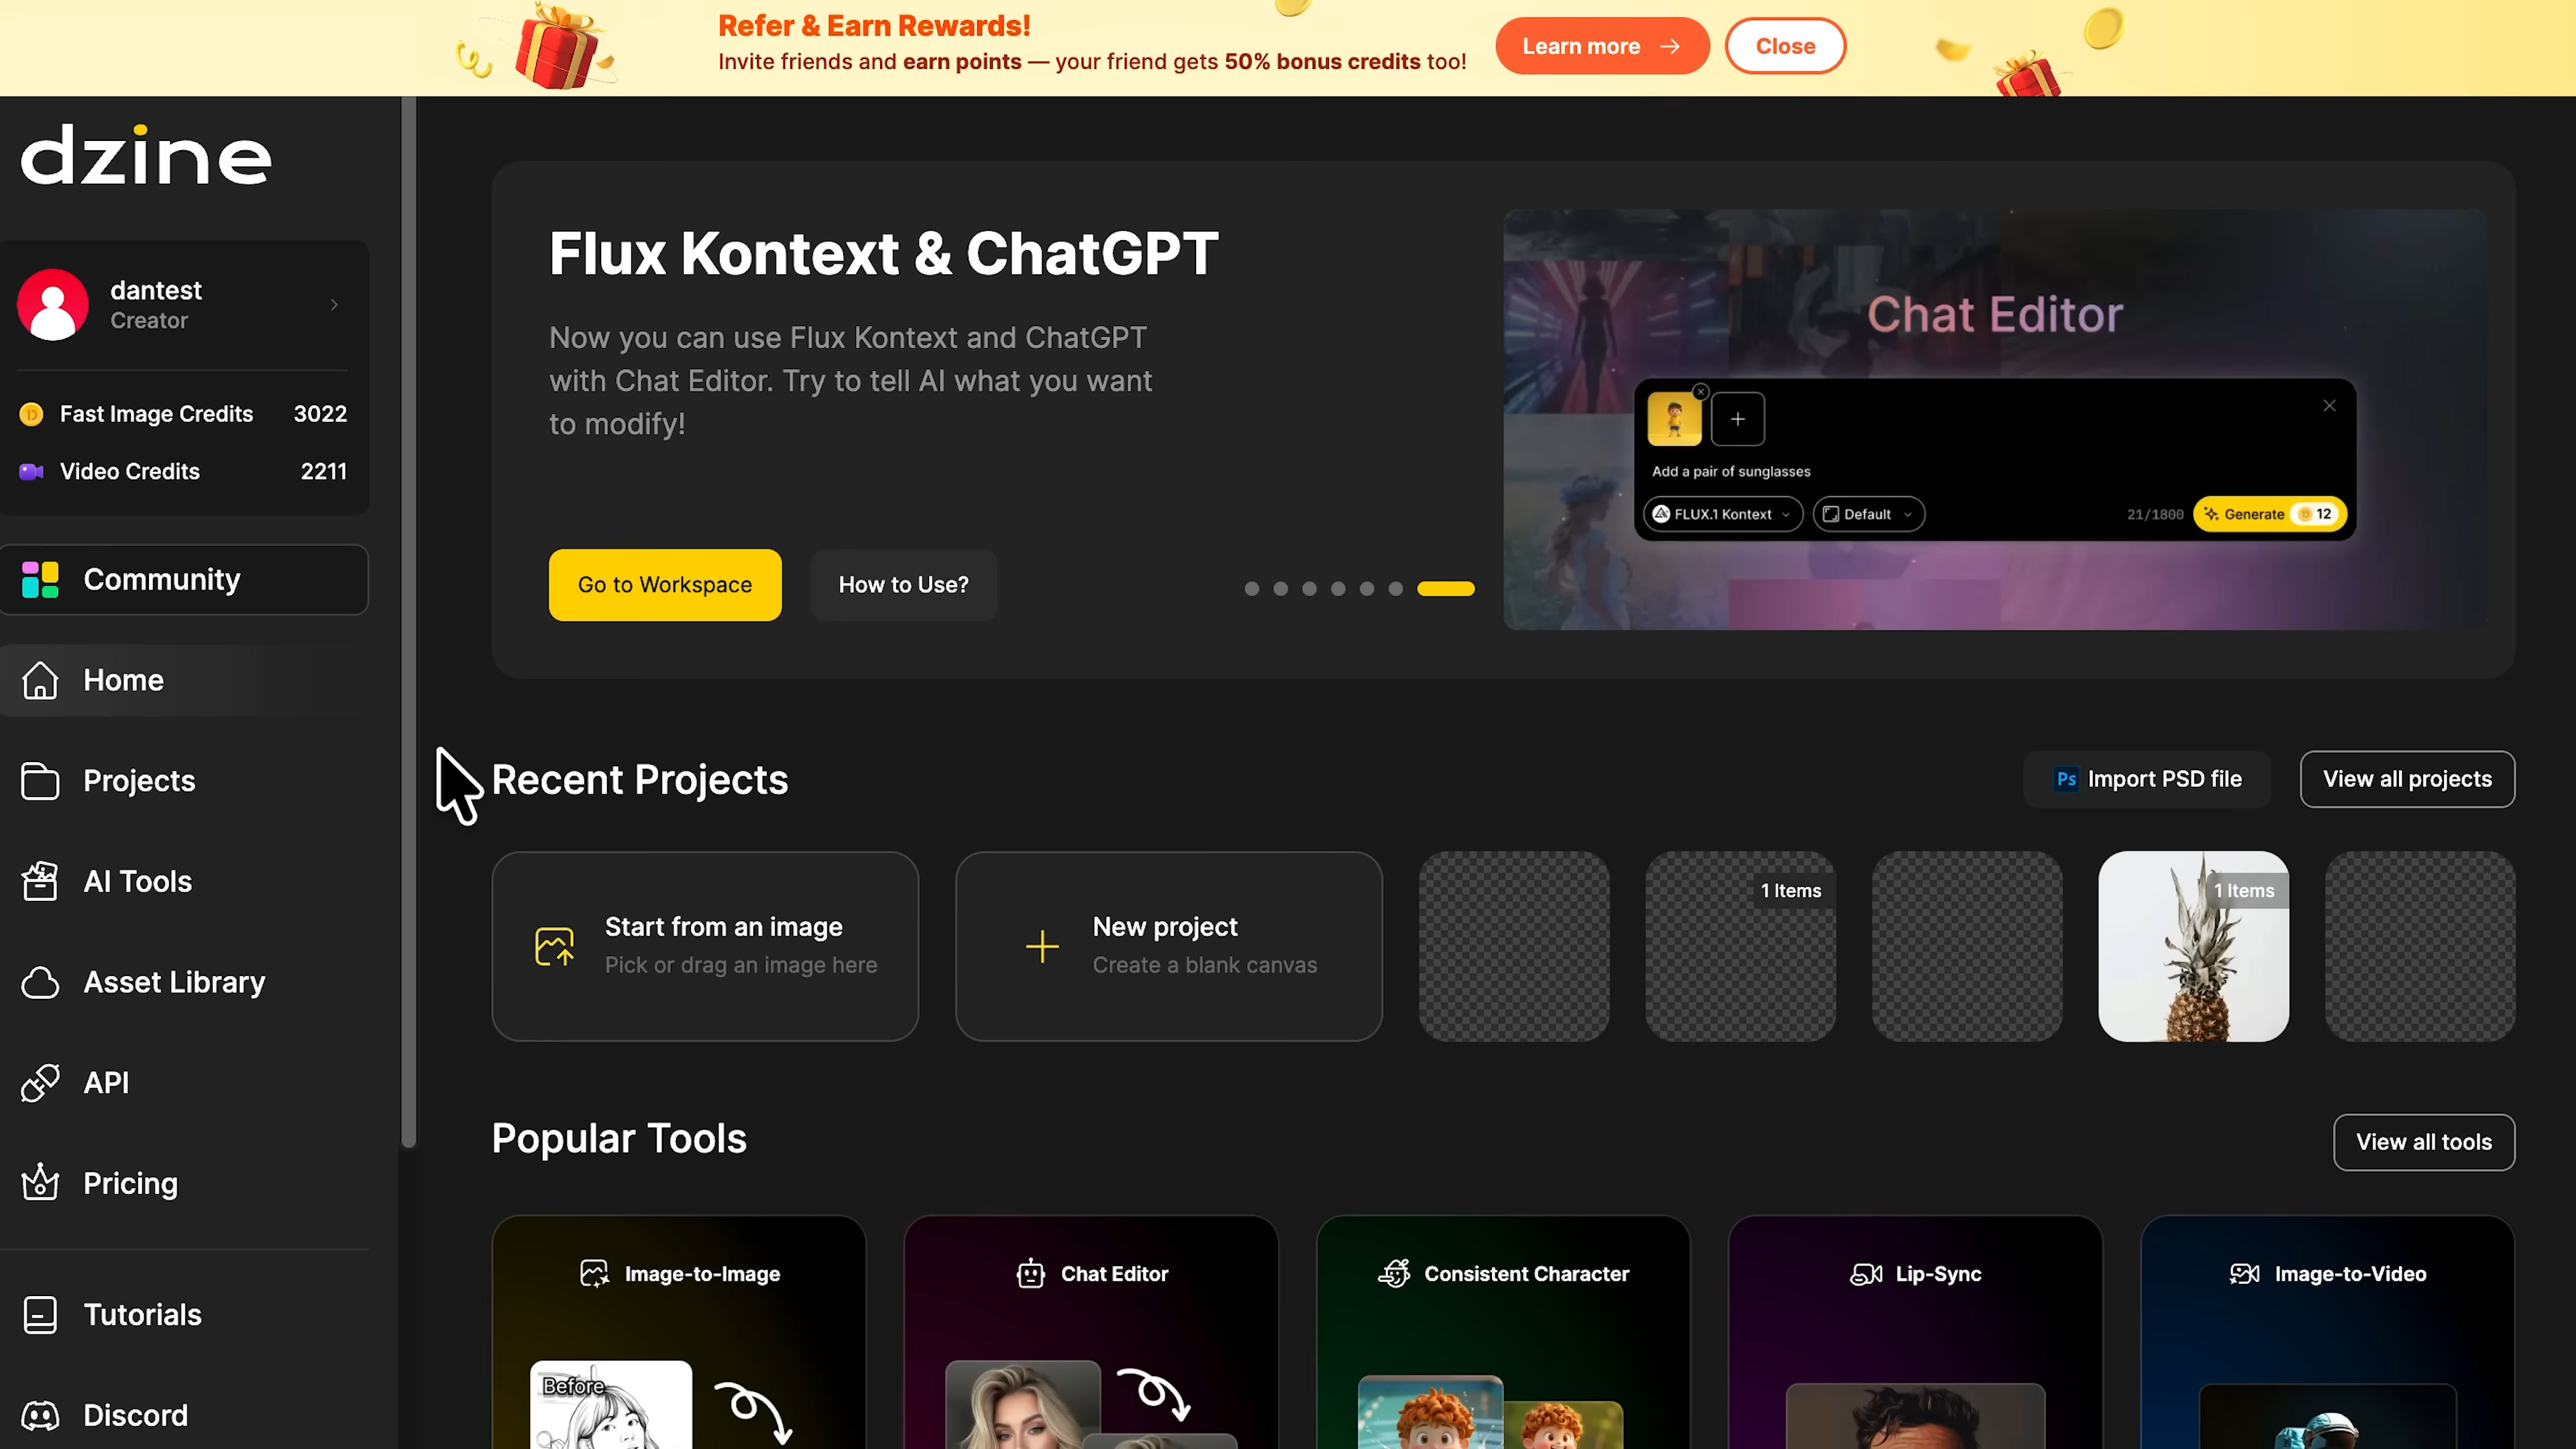 Refer & Earn Rewards!
Invite friends and earn points — your friend gets 50% bonus credits too!
Learn more →
Close
dzine
dantest
Creator
Fast Image Credits 3022
Video Credits 2211
Community
Home
Projects
AI Tools
Asset Library
API
Pricing
Tutorials
Discord
Flux Kontext & ChatGPT
Now you can use Flux Kontext and ChatGPT
with Chat Editor. Try to tell AI what you want
to modify!
Go to Workspace
How to Use?
Chat Editor
Add a pair of sunglasses
FLUX.1 Kontext
Default
21/1800
Generate 12
Recent Projects
Ps Import PSD file
View all projects
Start from an image
Pick or drag an image here
New project
Create a blank canvas
1 Items
1 Items
Popular Tools
View all tools
Image-to-Image
Before
Chat Editor
Consistent Character
Lip-Sync
Image-to-Video